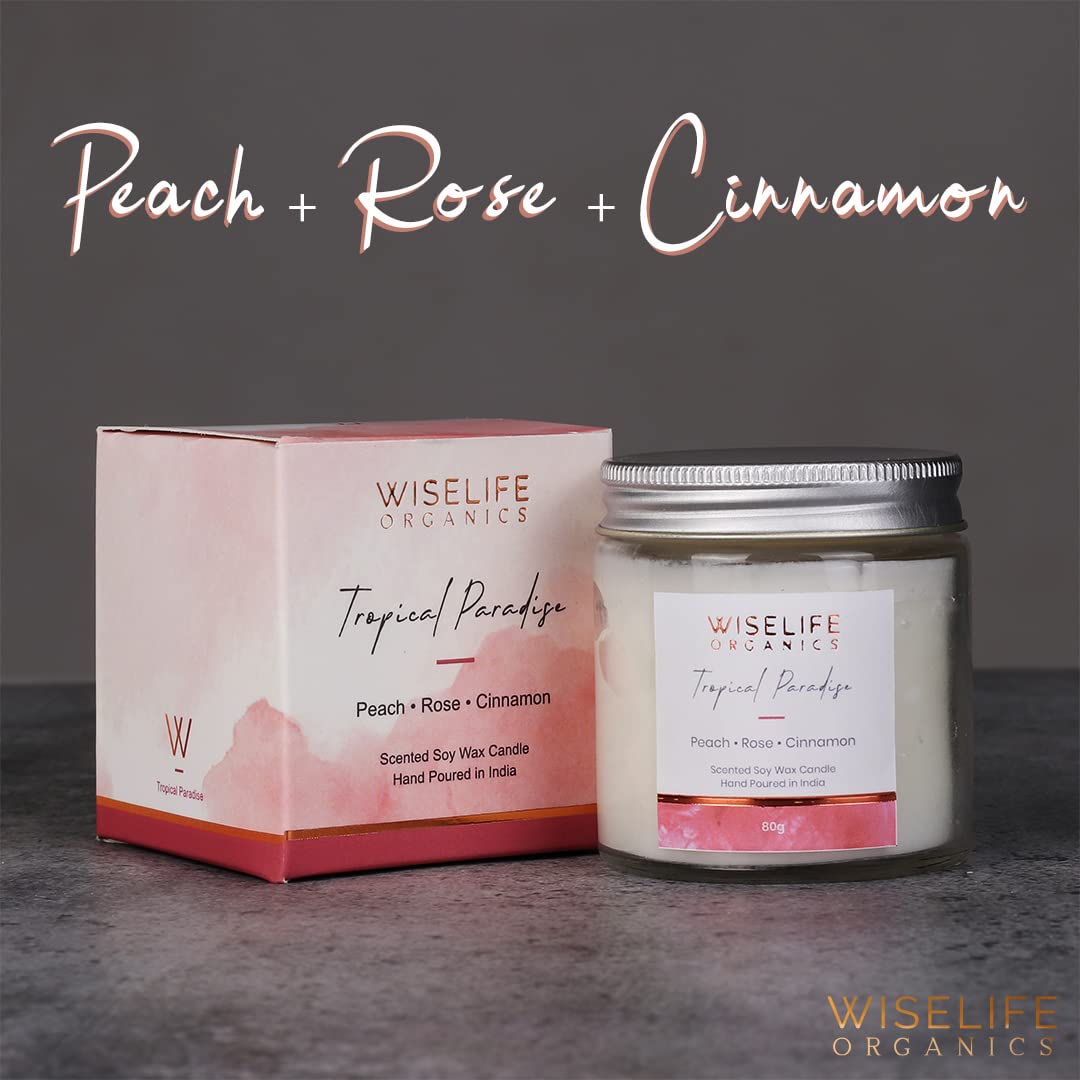 Peach + Rose + Cinnamon
WISELIFE
ORGANICS
Tropical Paradise
Peach • Rose • Cinnamon
Scented Soy Wax Candle
Hand Poured in India
W
Tropical Paradise
WISELIFE
ORGANICS
Tropical Paradise
Peach • Rose • Cinnamon
Scented Soy Wax Candle
Hand Poured in India
80g
WISELIFE
ORGANICS